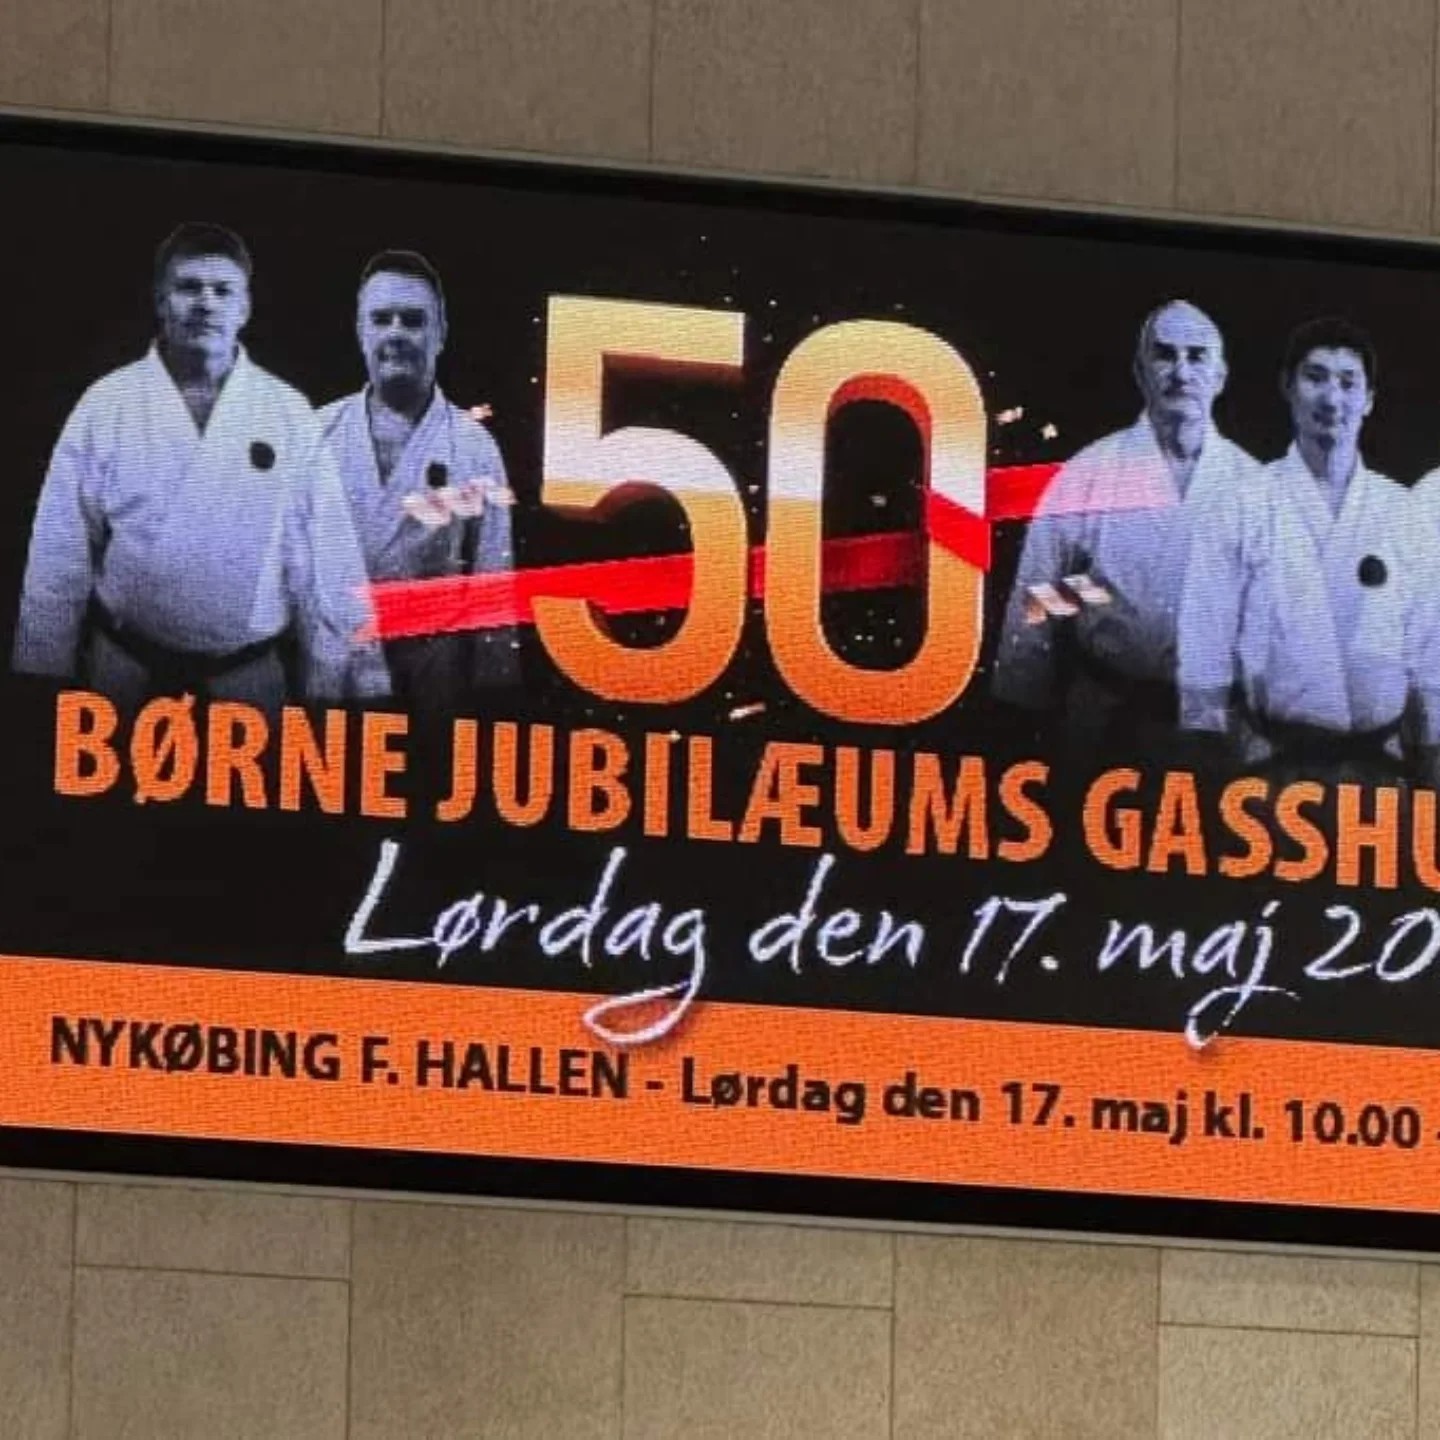 50
BØRNE JUBILÆUMS GASSHU
Lørdag den 17. maj 20
NYKØBING F. HALLEN - Lørdag den 17. maj kl. 10.00 -